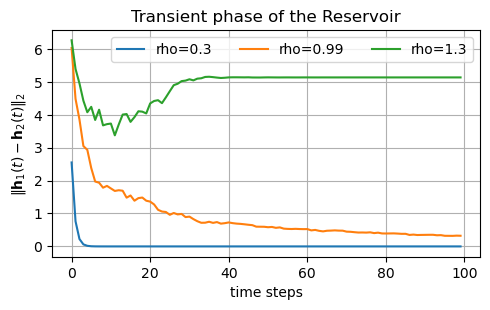 Transient phase of the Reservoir
rho=0.3 rho=0.99 rho=1.3
‖h₁(t) − h₂(t)‖₂
6
5
4
3
2
1
0
0 20 40 60 80 100
time steps